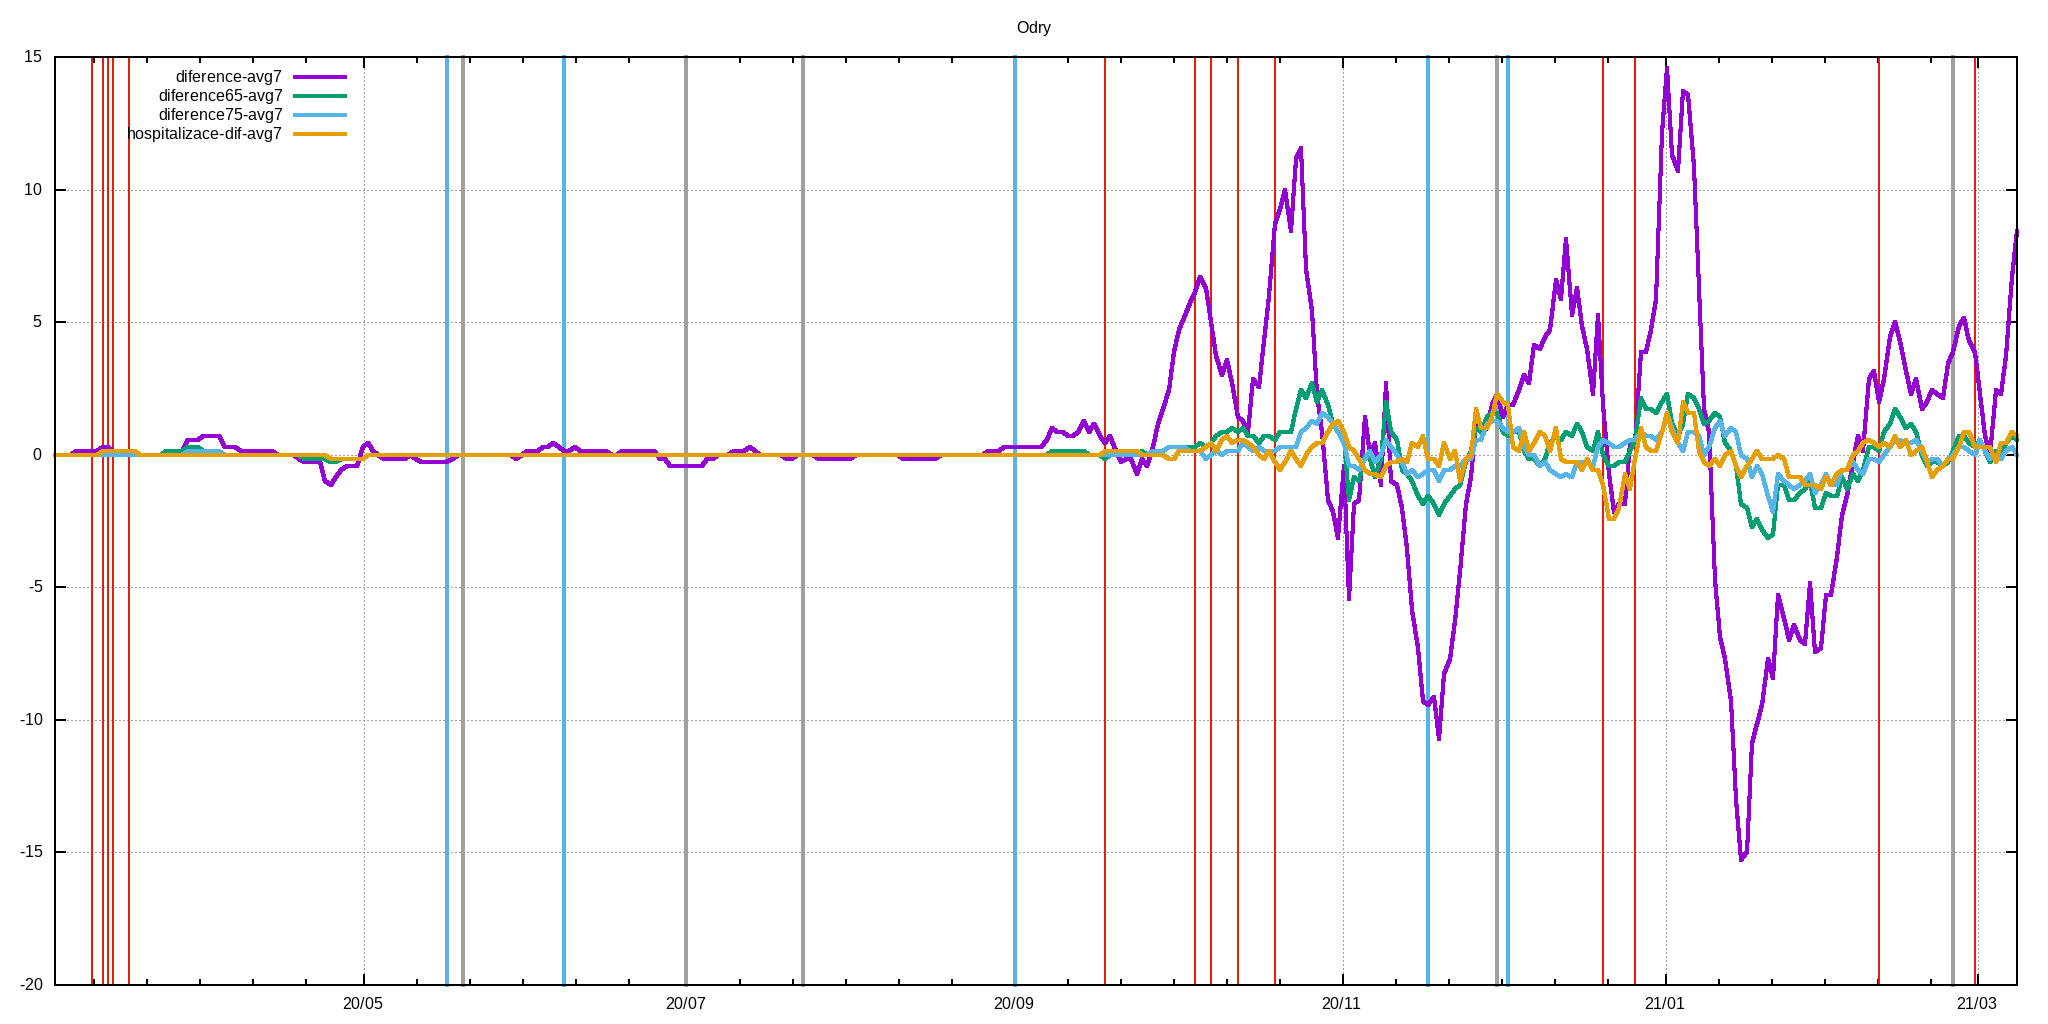 Odry
15
diference-avg7
diference65-avg7
diference75-avg7
hospitalizace-dif-avg7
10
5
0
-5
-10
-15
-20
20/05 20/07 20/09 20/11 21/01 21/03